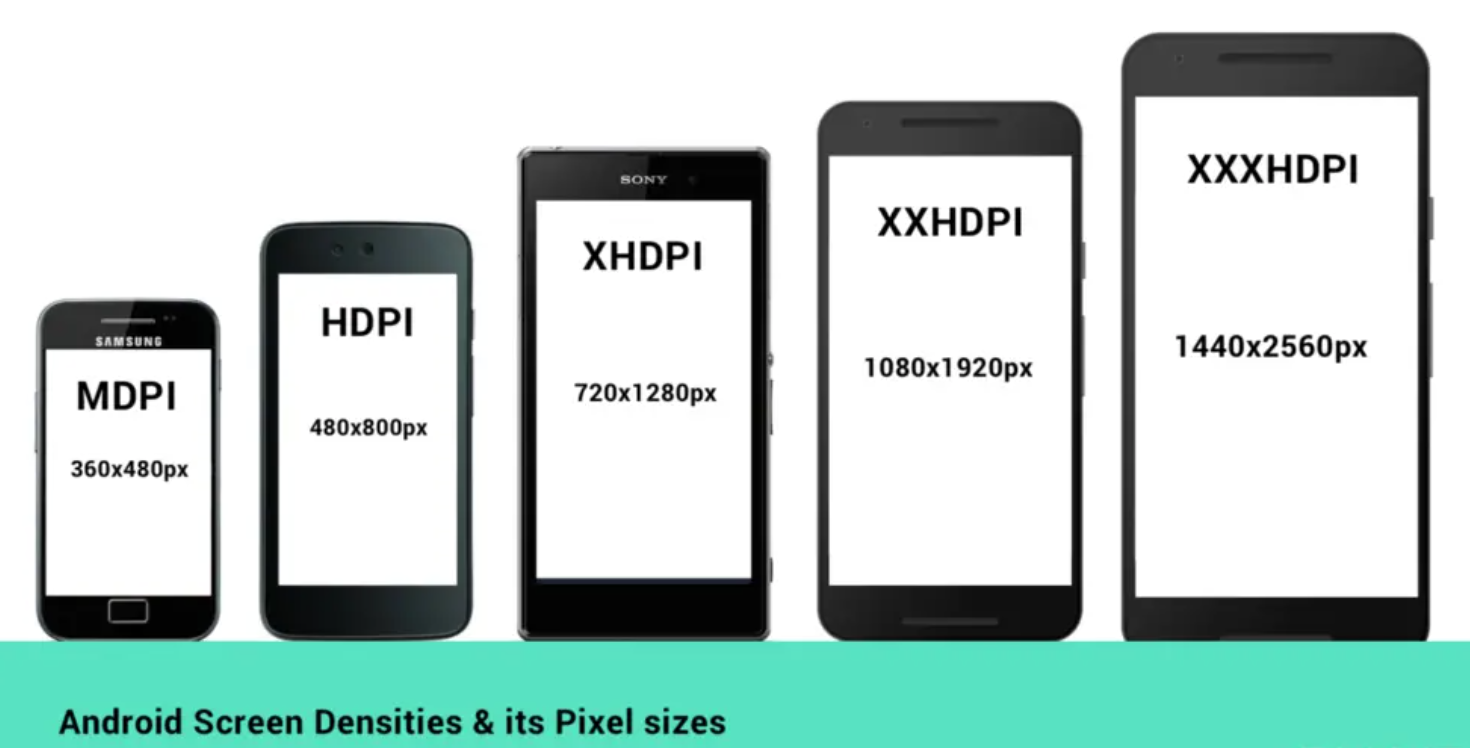 SAMSUNG
MDPI
360x480px
HDPI
480x800px
SONY
XHDPI
720x1280px
XXHDPI
1080x1920px
XXXHDPI
1440x2560px
Android Screen Densities & its Pixel sizes